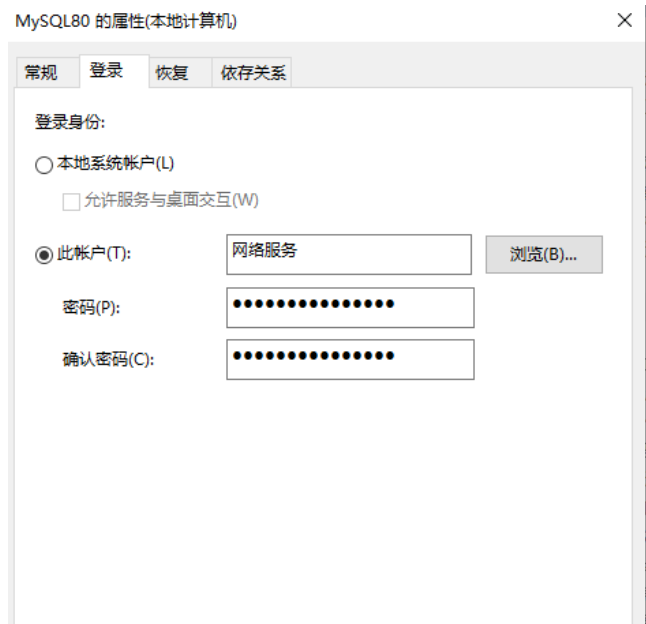 MySQL80 的属性(本地计算机)
常规 登录 恢复 依存关系
登录身份:
本地系统帐户(L)
允许服务与桌面交互(W)
此帐户(T): 网络服务 浏览(B)...
密码(P): ●●●●●●●●●●●●●●●
确认密码(C): ●●●●●●●●●●●●●●●